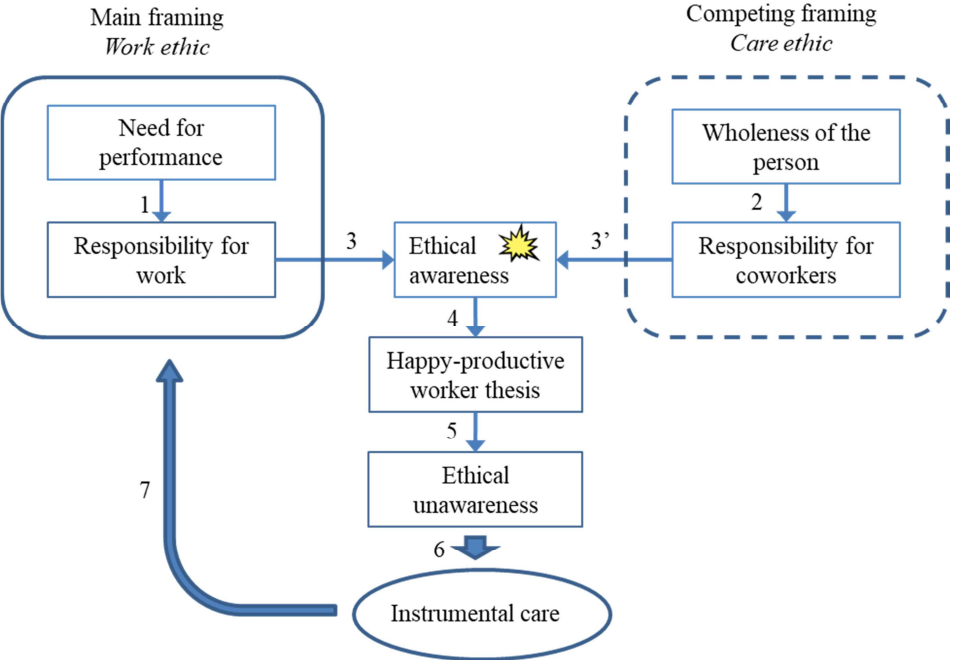 Main framing
Work ethic
Competing framing
Care ethic
Need for
performance
Wholeness of the
person
1
2
Responsibility for
work
3
Ethical
awareness
3’
Responsibility for
coworkers
4
Happy-productive
worker thesis
5
Ethical
unawareness
6
7
Instrumental care